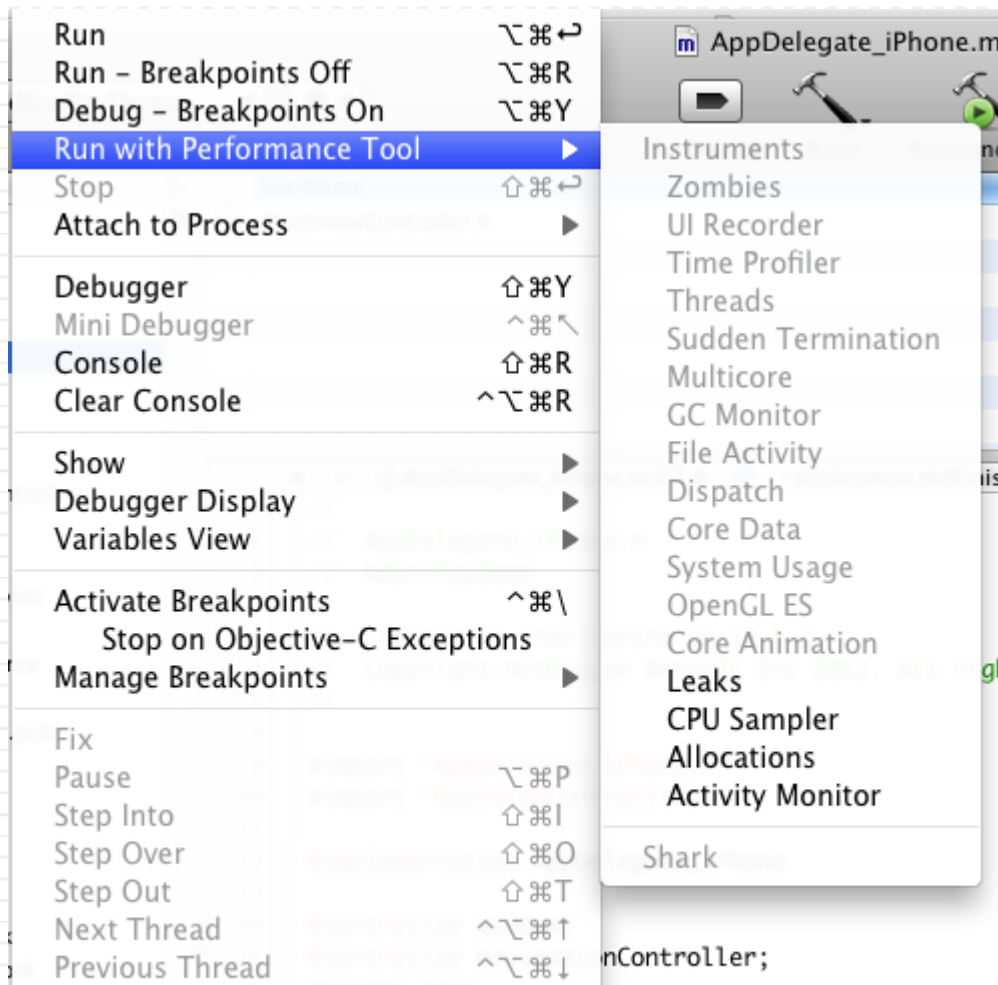 Run ⌥⌘↩
Run – Breakpoints Off ⌥⌘R
Debug – Breakpoints On ⌥⌘Y
Run with Performance Tool ▶
Stop ⇧⌘↩
Attach to Process ▶
Debugger ⇧⌘Y
Mini Debugger ^⌘↖
Console ⇧⌘R
Clear Console ^⌥⌘R
Show ▶
Debugger Display ▶
Variables View ▶
Activate Breakpoints ^⌘\
Stop on Objective-C Exceptions
Manage Breakpoints ▶
Fix
Pause ⌥⌘P
Step Into ⇧⌘I
Step Over ⇧⌘O
Step Out ⇧⌘T
Next Thread ^⌥⌘↑
Previous Thread ^⌥⌘↓
m AppDelegate_iPhone.m
Instruments
Zombies
UI Recorder
Time Profiler
Threads
Sudden Termination
Multicore
GC Monitor
File Activity
Dispatch
Core Data
System Usage
OpenGL ES
Core Animation
Leaks
CPU Sampler
Allocations
Activity Monitor
Shark
nController;